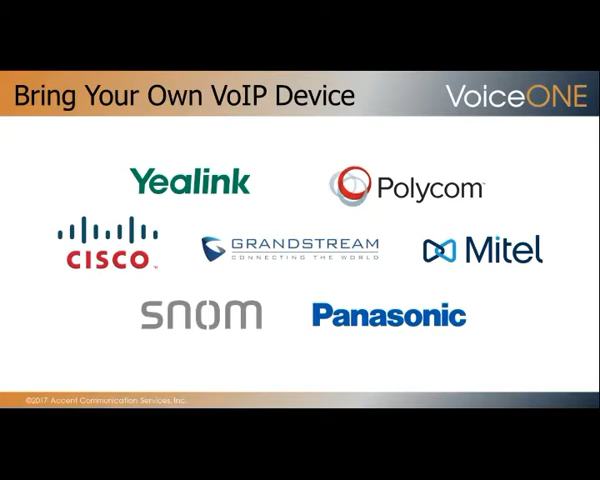 Bring Your Own VoIP Device
VoiceONE
Yealink
Polycom
CISCO
GRANDSTREAM
CONNECTING THE WORLD
Mitel
snom
Panasonic
©2017 Accent Communication Services, Inc.